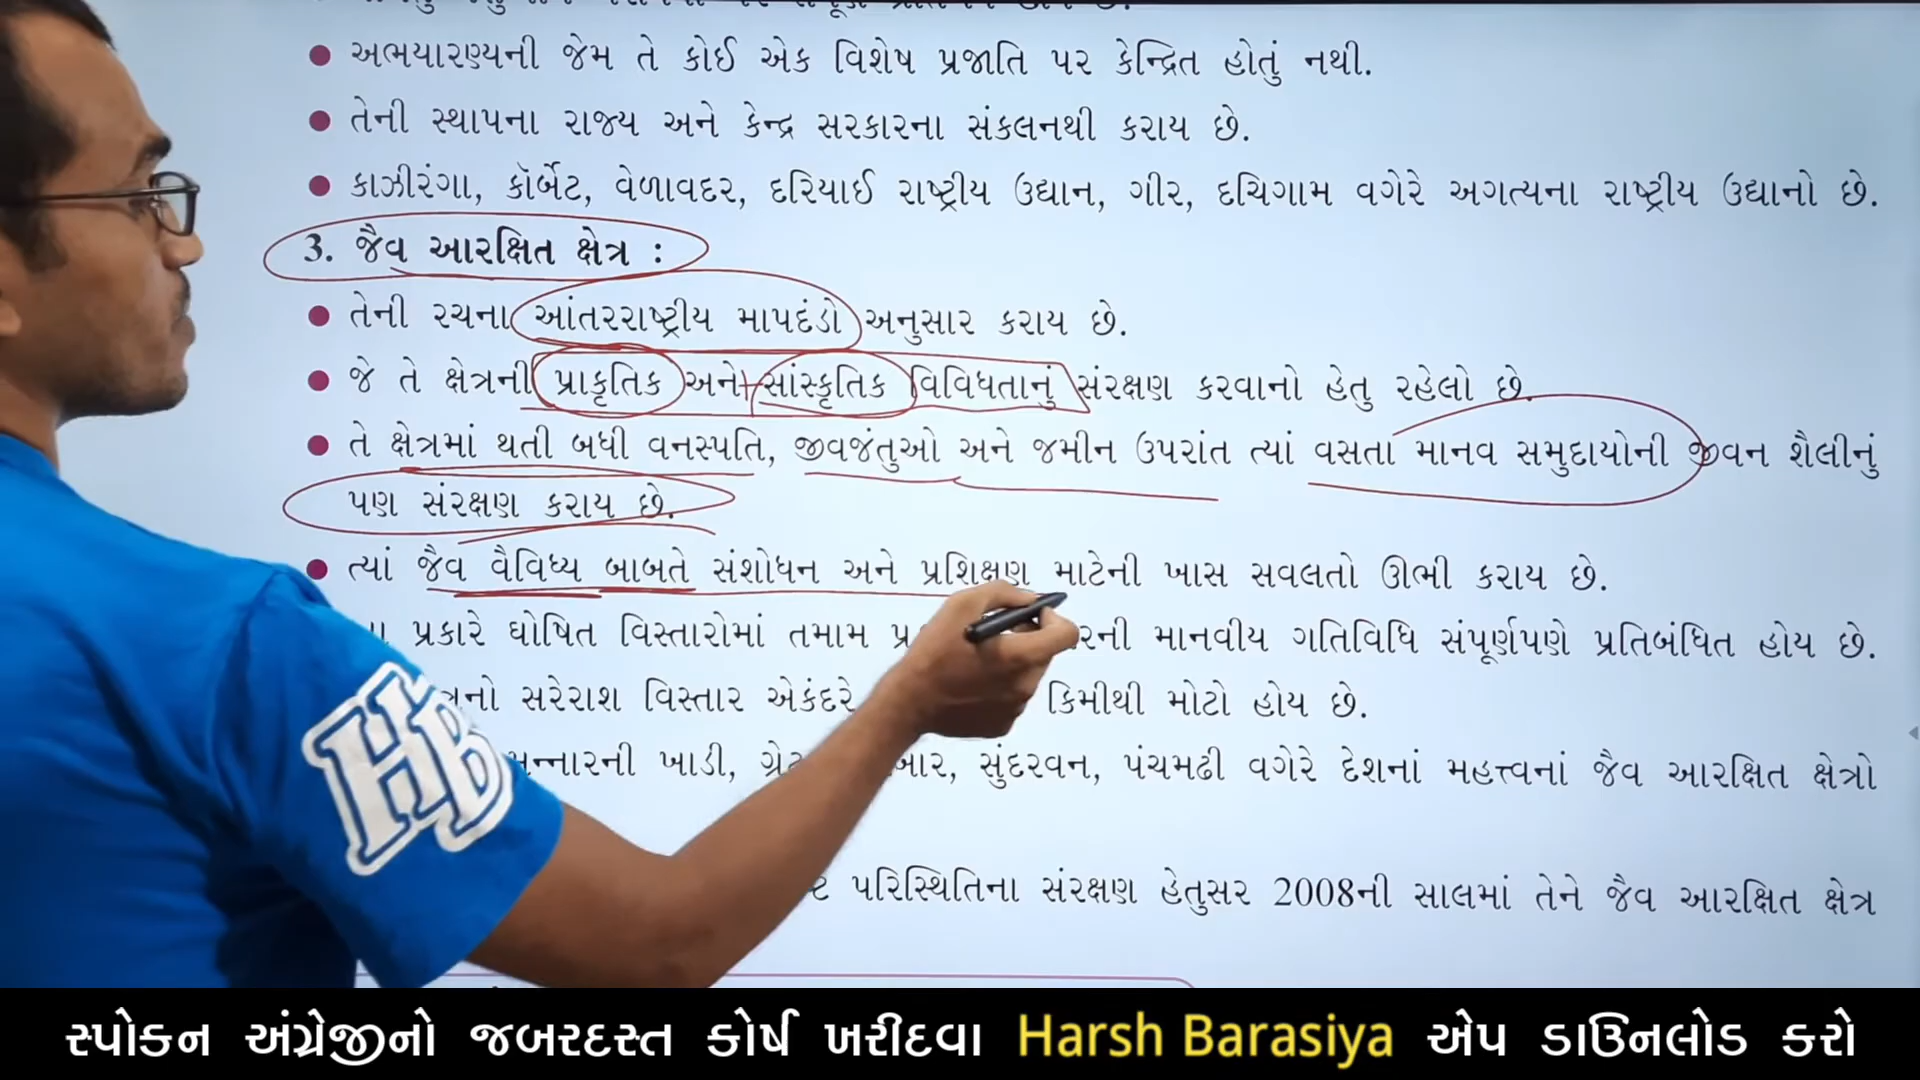 અભયારણ્યની જેમ તે કોઈ એક વિશેષ પ્રજાતિ પર કેન્દ્રિત હોતું નથી.
તેની સ્થાપના રાજ્ય અને કેન્દ્ર સરકારના સંકલનથી કરાય છે.
કાઝીરંગા, કૉર્બેટ, વેળાવદર, દરિયાઈ રાષ્ટ્રીય ઉદ્યાન, ગીર, દચિગામ વગેરે અગત્યના રાષ્ટ્રીય ઉદ્યાનો છે.
3. જૈવ આરક્ષિત ક્ષેત્ર :
તેની રચના આંતરરાષ્ટ્રીય માપદંડો અનુસાર કરાય છે.
જે તે ક્ષેત્રની પ્રાકૃતિક અને સાંસ્કૃતિક વિવિધતાનું સંરક્ષણ કરવાનો હેતુ રહેલો છે.
તે ક્ષેત્રમાં થતી બધી વનસ્પતિ, જીવજંતુઓ અને જમીન ઉપરાંત ત્યાં વસતા માનવ સમુદાયોની જીવન શૈલીનું
પણ સંરક્ષણ કરાય છે.
ત્યાં જૈવ વૈવિધ્ય બાબતે સંશોધન અને પ્રશિક્ષણ માટેની ખાસ સવલતો ઊભી કરાય છે.
પ્રકારે ઘોષિત વિસ્તારોમાં તમામ માનવીય ગતિવિધિ સંપૂર્ણપણે પ્રતિબંધિત હોય છે.
સરેરાશ વિસ્તાર એકંદરે કિમીથી મોટો હોય છે.
ખાડી, સુંદરવન, પંચમઢી વગેરે દેશનાં મહત્ત્વનાં જૈવ આરક્ષિત ક્ષેત્રો
પરિસ્થિતિના સંરક્ષણ હેતુસર 2008ની સાલમાં તેને જૈવ આરક્ષિત ક્ષેત્ર
HB
સ્પોકન અંગ્રેજીનો જબરદસ્ત કોર્ષ ખરીદવા Harsh Barasiya એપ ડાઉનલોડ કરો